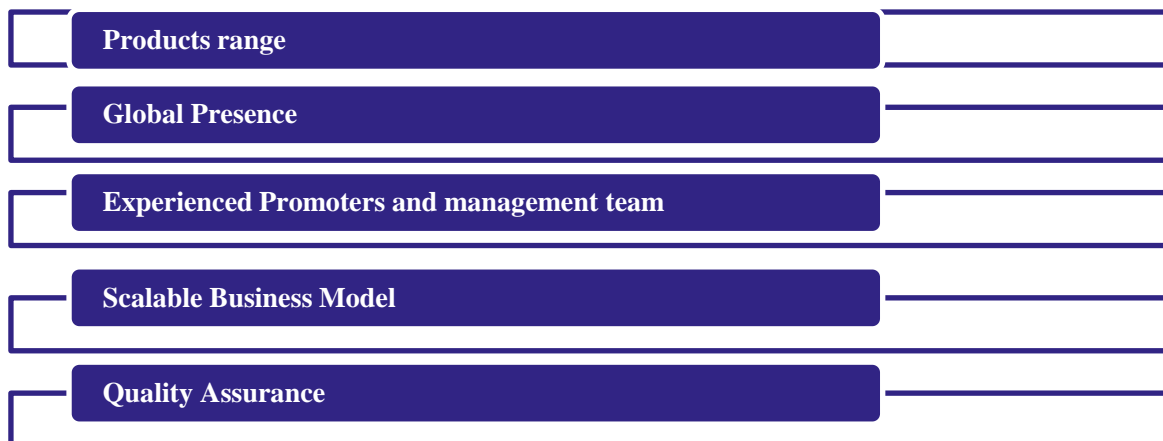 Products range
Global Presence
Experienced Promoters and management team
Scalable Business Model
Quality Assurance